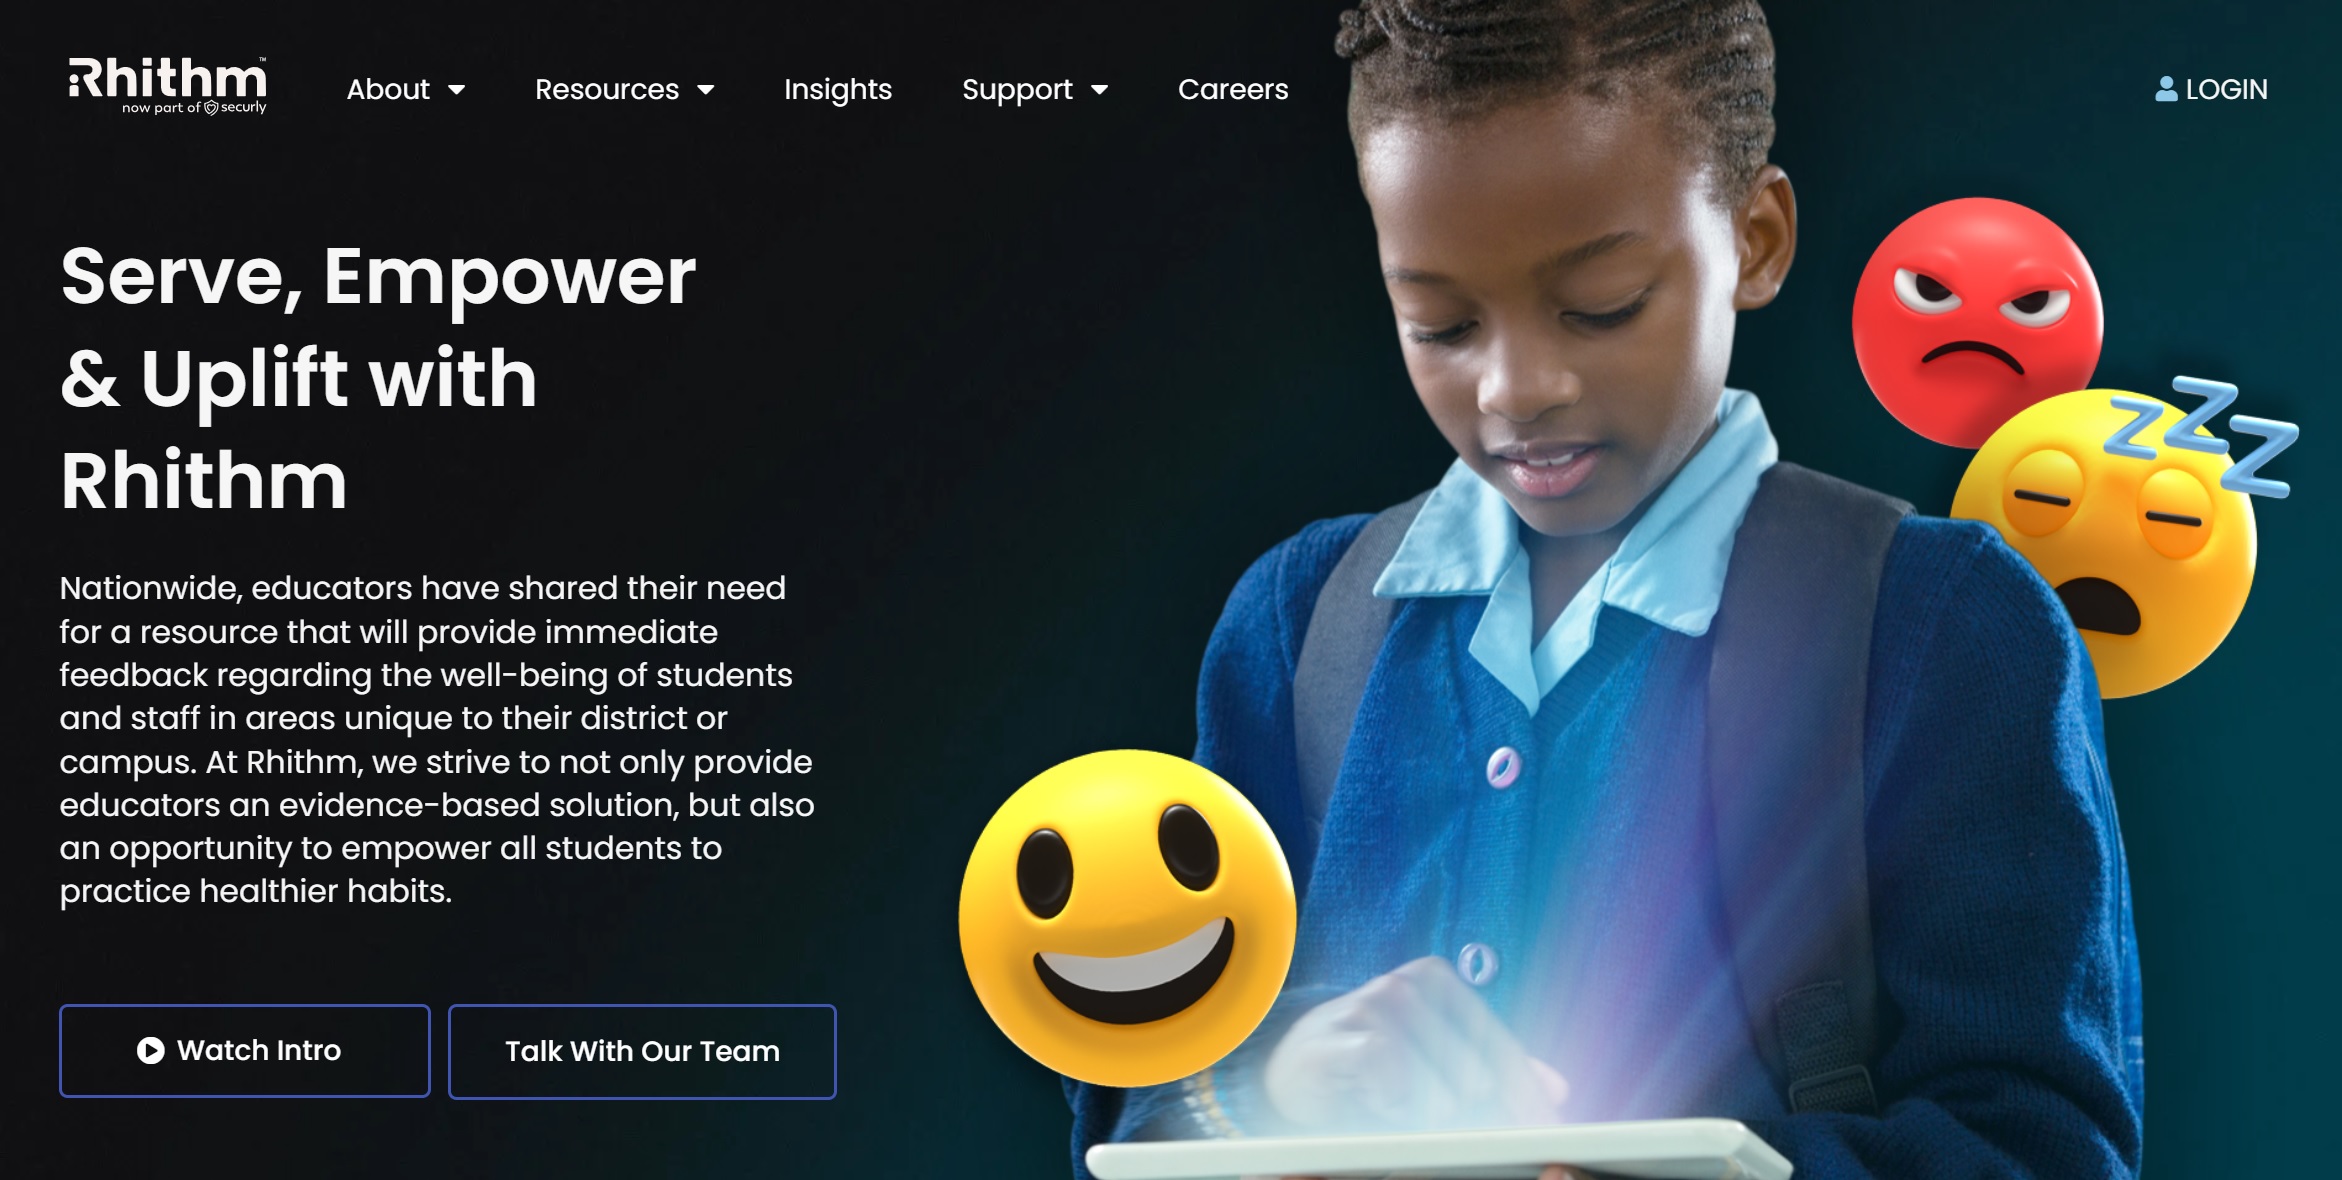 Rhithm™
now part of securly
About
Resources
Insights
Support
Careers
LOGIN
Serve, Empower
& Uplift with
Rhithm
Nationwide, educators have shared their need
for a resource that will provide immediate
feedback regarding the well-being of students
and staff in areas unique to their district or
campus. At Rhithm, we strive to not only provide
educators an evidence-based solution, but also
an opportunity to empower all students to
practice healthier habits.
Watch Intro
Talk With Our Team
zzz